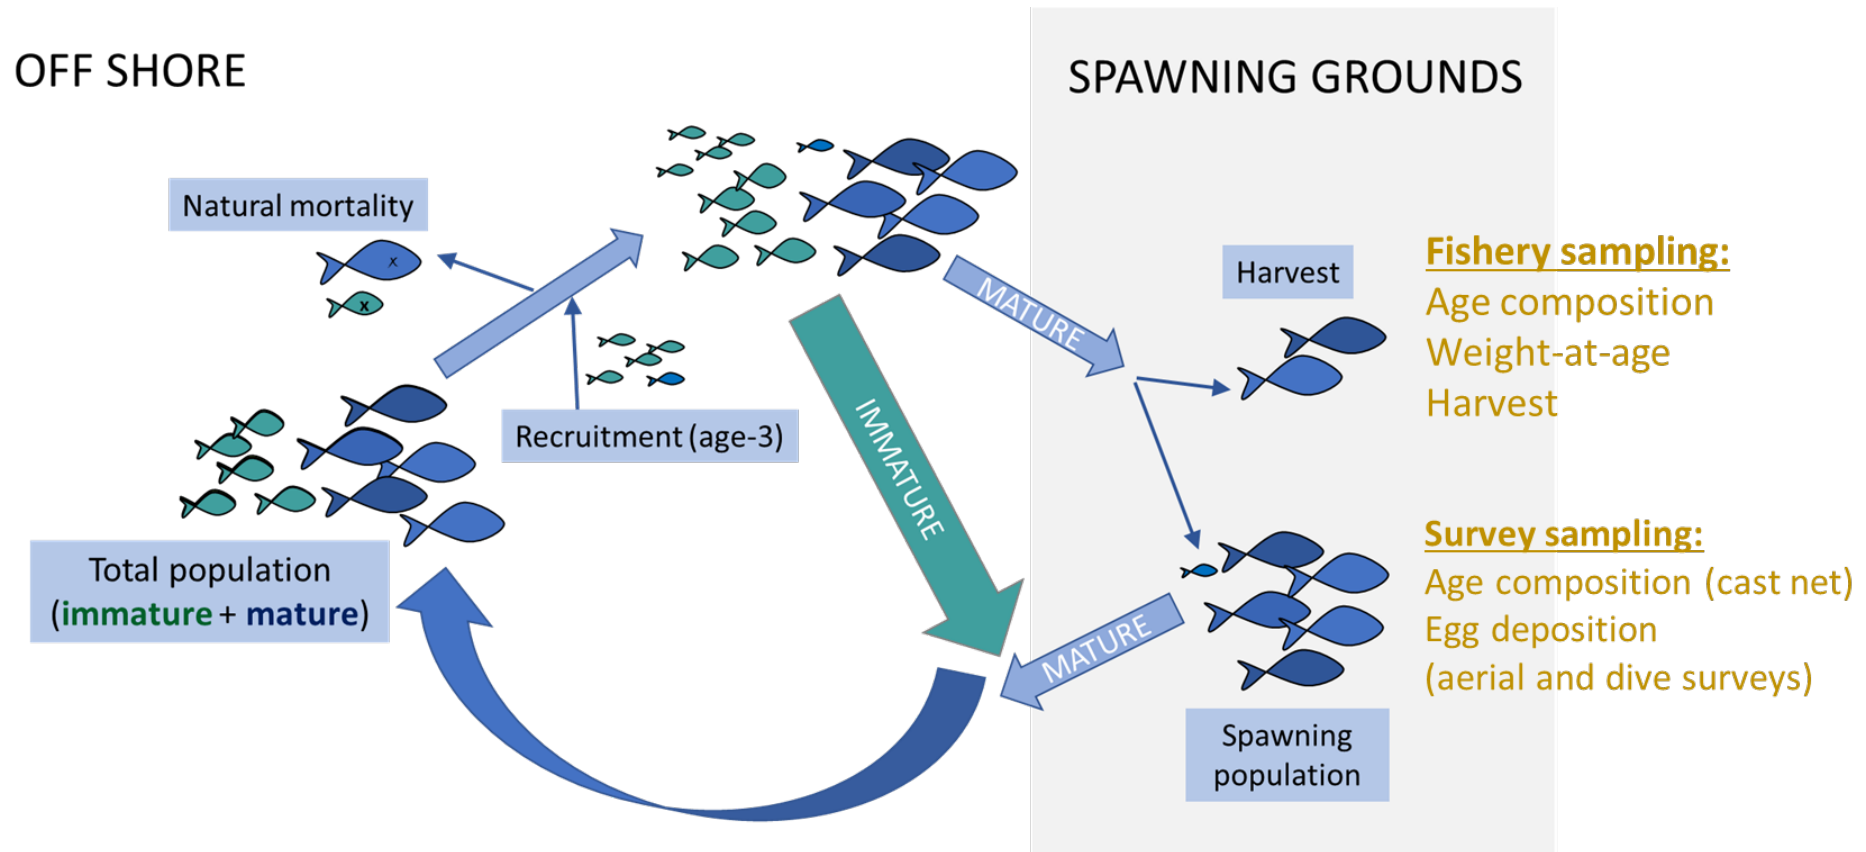 OFF SHORE
SPAWNING GROUNDS
Natural mortality
Recruitment (age-3)
Total population
(immature + mature)
MATURE
IMMATURE
MATURE
Harvest
Fishery sampling:
Age composition
Weight-at-age
Harvest
Survey sampling:
Age composition (cast net)
Egg deposition
(aerial and dive surveys)
Spawning
population